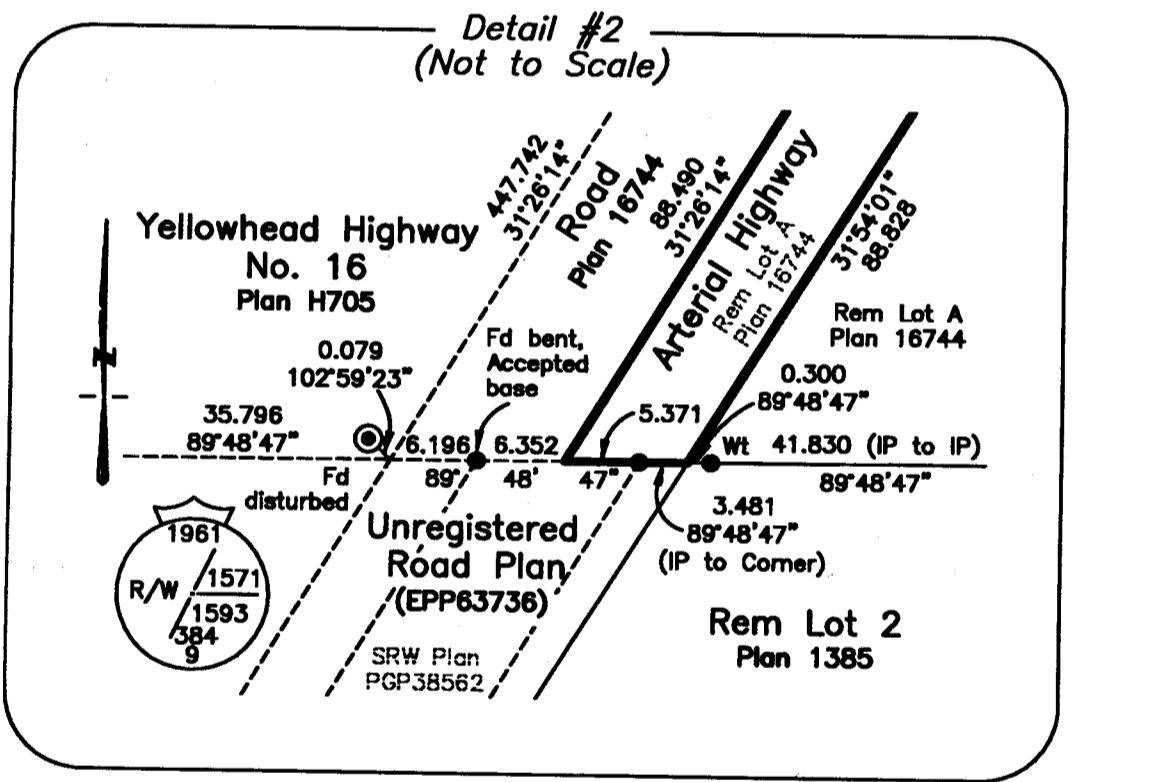 Detail #2
(Not to Scale)
447.742
31°26'14"
Road
Plan 16744
88.490
31°26'14"
Arterial Highway
Rem Lot A
Plan 16744
31°54'01"
88.828
Yellowhead Highway
No. 16
Plan H705
Rem Lot A
Plan 16744
N
0.079
102°59'23"
Fd bent,
Accepted
base
0.300
89°48'47"
35.796
89°48'47"
6.196
6.352
5.371
Wt 41.830 (IP to IP)
89°48'47"
Fd
disturbed
89° 48' 47"
3.481
89°48'47"
(IP to Corner)
1961
R/W
1571
1593
384
9
Unregistered
Road Plan
(EPP63736)
SRW Plan
PGP38562
Rem Lot 2
Plan 1385